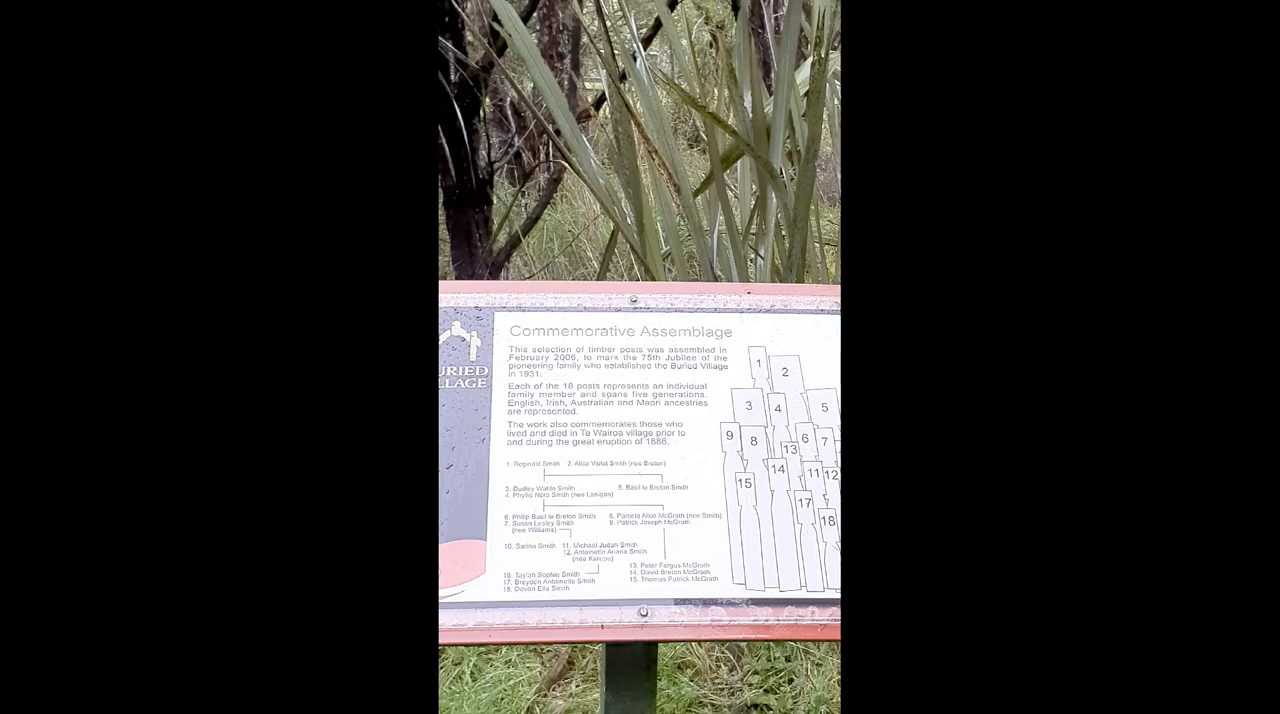 URIED
LLAGE
Commemorative Assemblage
This selection of timber posts was assembled in
February 2006, to mark the 75th Jubilee of the
pioneering family who established the Buried Village
in 1931.
Each of the 18 posts represents an individual
family member and spans five generations.
English, Irish, Australian and Maori ancestries
are represented.
The work also commemorates those who
lived and died in Te Wairoa village prior to
and during the great eruption of 1886.
1. Reginald Smith 2. Alice Violet Smith (nee Breton)
3. Dudley Waldo Smith
4. Phyllis Nora Smith (nee Lanigan)
5. Basil le Breton Smith
6. Philip Basil le Breton Smith
7. Susan Lesley Smith
(nee Williams)
8. Pamela Alice McGrath (nee Smith)
9. Patrick Joseph McGrath
10. Sarina Smith 11. Michael Judah Smith
12. Antoinette Ariana Smith
(nee Kereopo)
13. Peter Fergus McGrath
14. David Breton McGrath
15. Thomas Patrick McGrath
16. Taylah Sophie Smith
17. Breydon Antoinette Smith
18. Devon Ella Smith
1
2
3 4 5
9 8 13 6 7
15 14 11 12
17
18